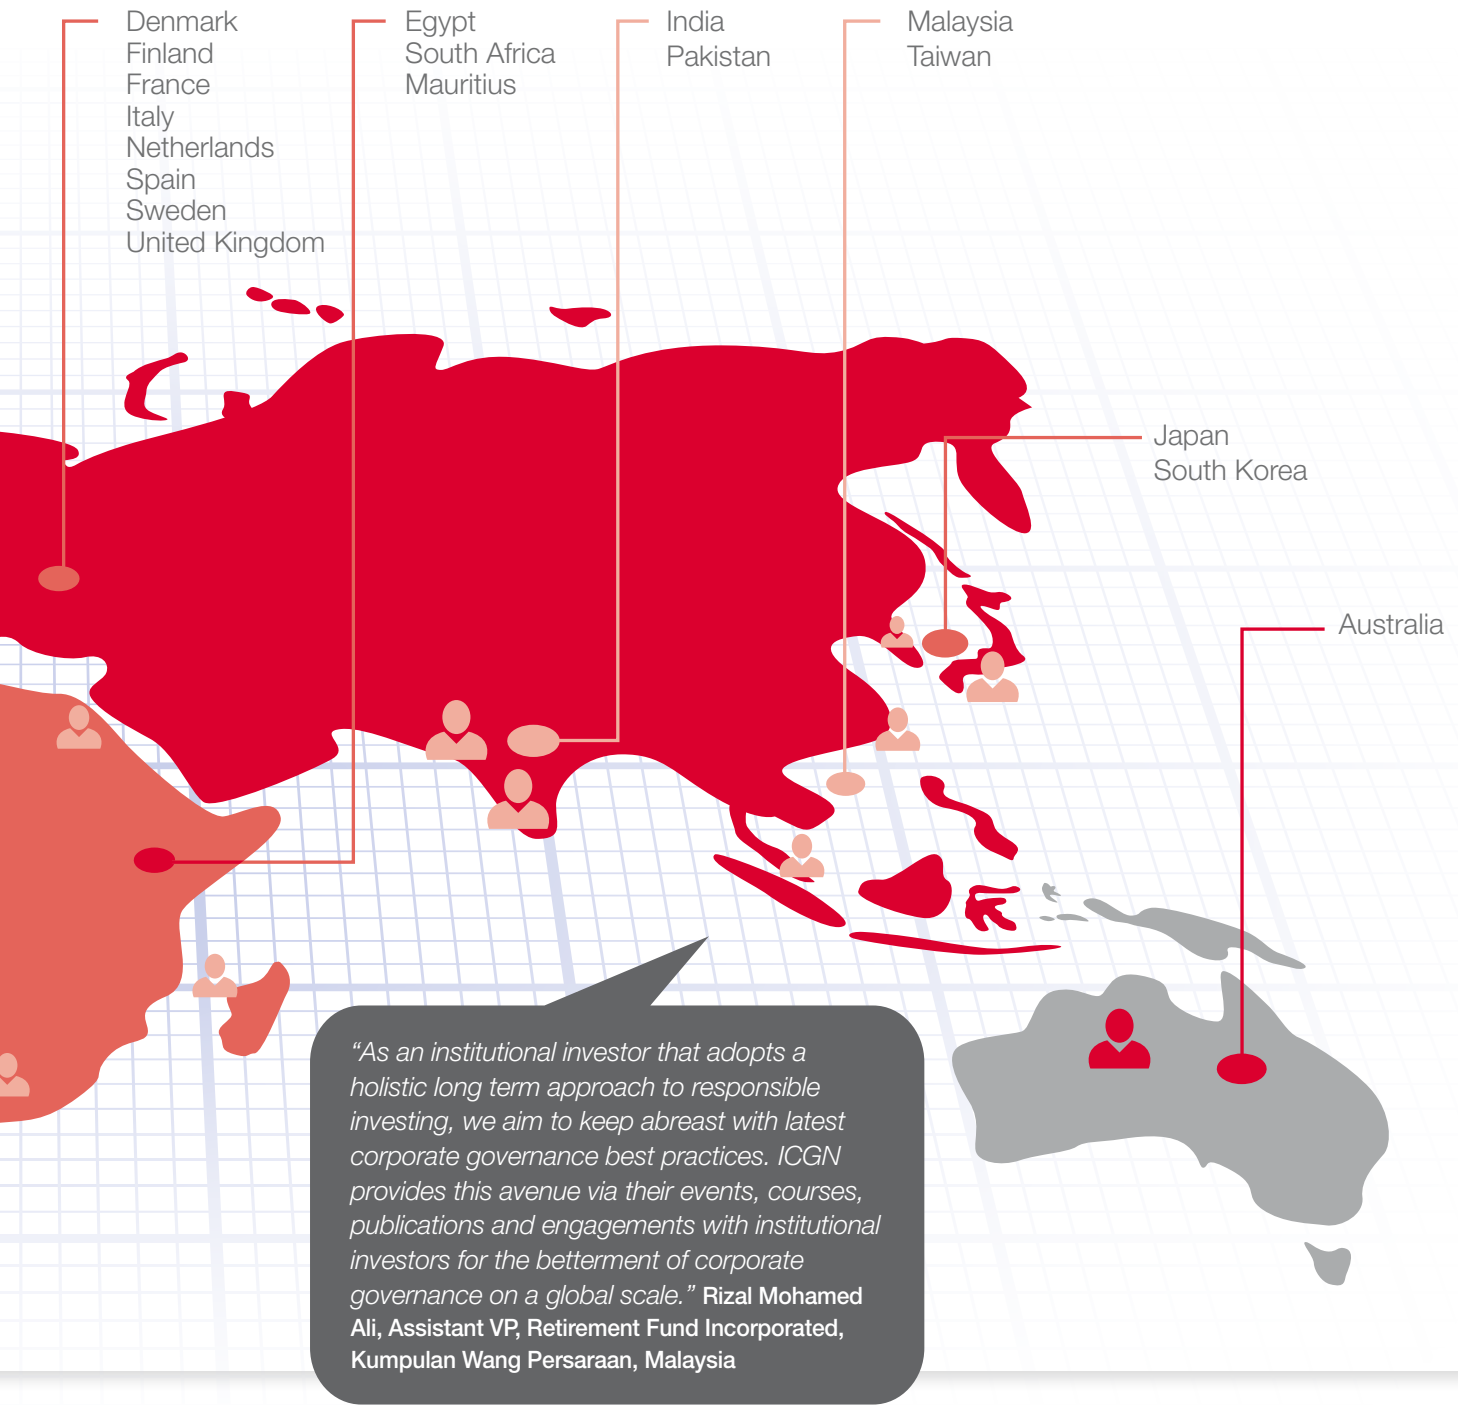 Denmark
Finland
France
Italy
Netherlands
Spain
Sweden
United Kingdom
Egypt
South Africa
Mauritius
India
Pakistan
Malaysia
Taiwan
Japan
South Korea
Australia
“As an institutional investor that adopts a
holistic long term approach to responsible
investing, we aim to keep abreast with latest
corporate governance best practices. ICGN
provides this avenue via their events, courses,
publications and engagements with institutional
investors for the betterment of corporate
governance on a global scale.” Rizal Mohamed
Ali, Assistant VP, Retirement Fund Incorporated,
Kumpulan Wang Persaraan, Malaysia